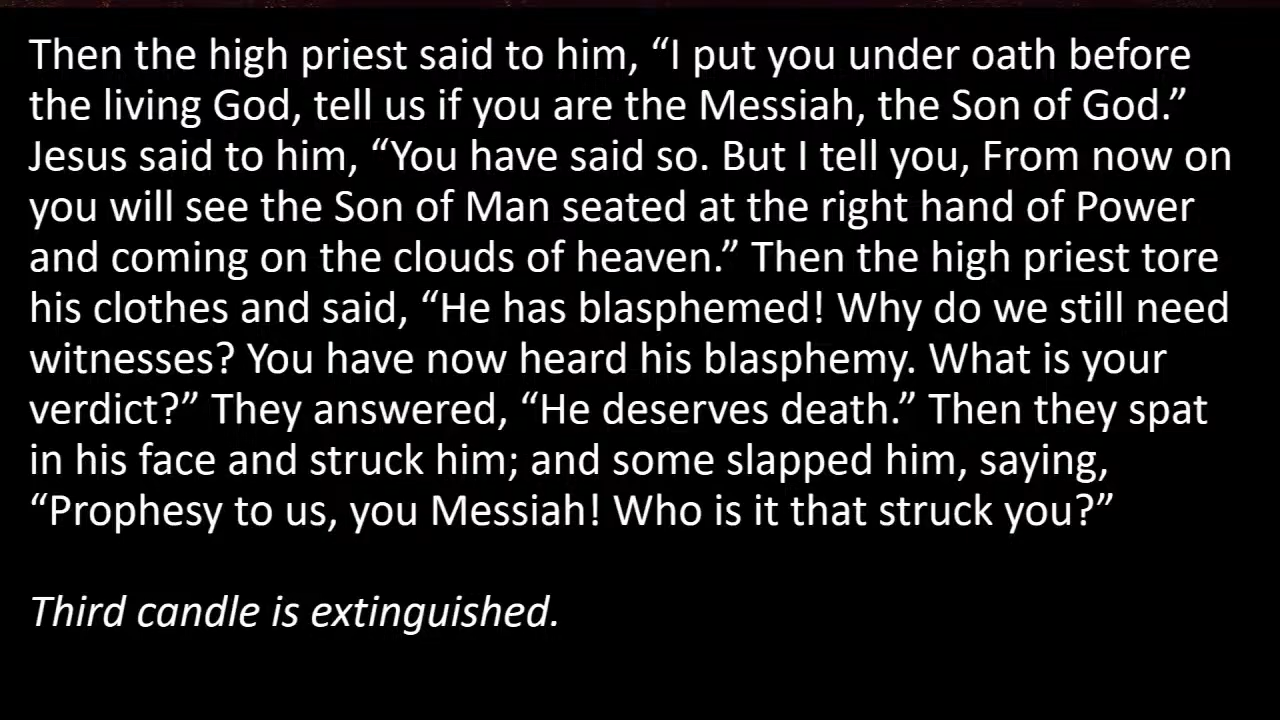 Then the high priest said to him, “I put you under oath before
the living God, tell us if you are the Messiah, the Son of God.”
Jesus said to him, “You have said so. But I tell you, From now on
you will see the Son of Man seated at the right hand of Power
and coming on the clouds of heaven.” Then the high priest tore
his clothes and said, “He has blasphemed! Why do we still need
witnesses? You have now heard his blasphemy. What is your
verdict?” They answered, “He deserves death.” Then they spat
in his face and struck him; and some slapped him, saying,
“Prophesy to us, you Messiah! Who is it that struck you?”
Third candle is extinguished.